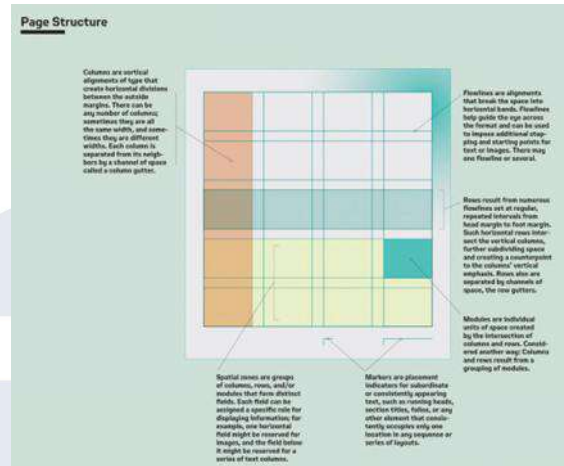 Page Structure
Columns are vertical
alignments of type that
create horizontal divisions
between the outside
margins. There can be
any number of columns;
sometimes they are all
the same width, and some-
times they are different
widths. Each column is
separated from its neigh-
bors by a channel of space
called a column gutter.
Flowlines are alignments
that break the space into
horizontal bands. Flowlines
help guide the eye across
the format and can be used
to impose additional stop-
ping and starting points for
text or images. There may
one flowline or several.
Rows result from numerous
flowlines set at regular,
repeated intervals from
head margin to foot margin.
Such horizontal rows inter-
sect the vertical columns,
further subdividing space
and creating a counterpoint
to the columns' vertical
emphasis. Rows also are
separated by channels of
space, the row gutters.
Modules are individual
units of space created
by the intersection of
columns and rows. Consid-
ered another way: Columns
and rows result from a
grouping of modules.
Spatial zones are groups
of columns, rows, and/or
modules that form distinct
fields. Each field can be
assigned a specific role for
displaying information; for
example, one horizontal
field might be reserved for
images, and the field below
it might be reserved for a
series of text columns.
Markers are placement
indicators for subordinate
or consistently appearing
text, such as running heads,
section titles, folios, or any
other element that consis-
tently occupies only one
location in any sequence or
series of layouts.